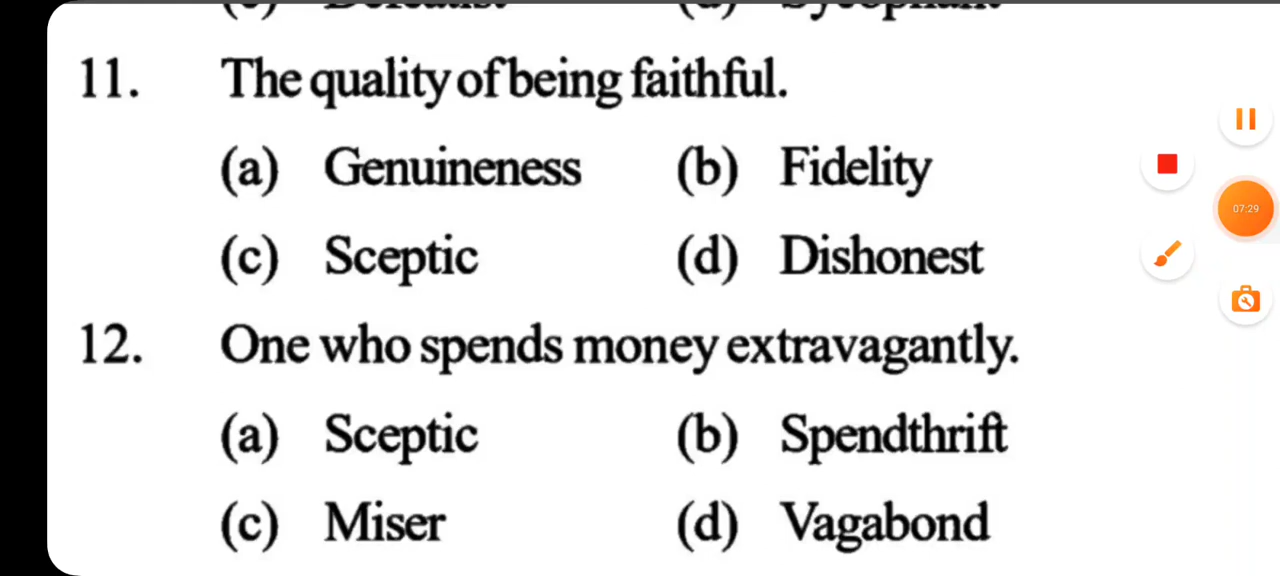 11. The quality of being faithful.
(a) Genuineness (b) Fidelity
(c) Sceptic (d) Dishonest
12. One who spends money extravagantly.
(a) Sceptic (b) Spendthrift
(c) Miser (d) Vagabond
07:29